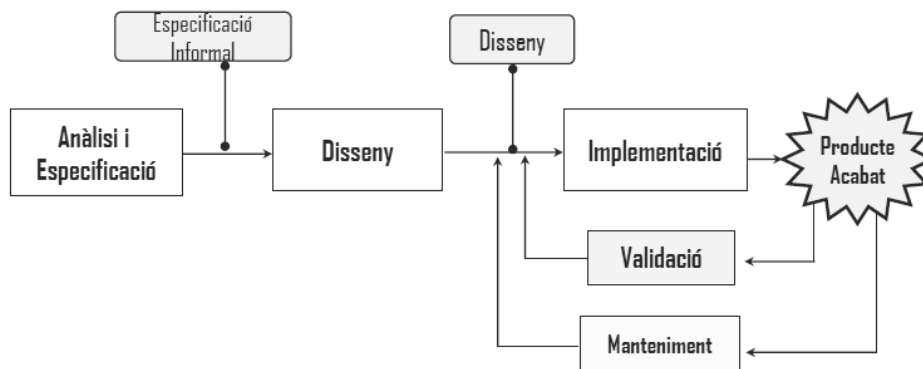 Especificació
Informal
Disseny
Anàlisi i
Especificació
Disseny
Implementació
Producte
Acabat
Validació
Manteniment